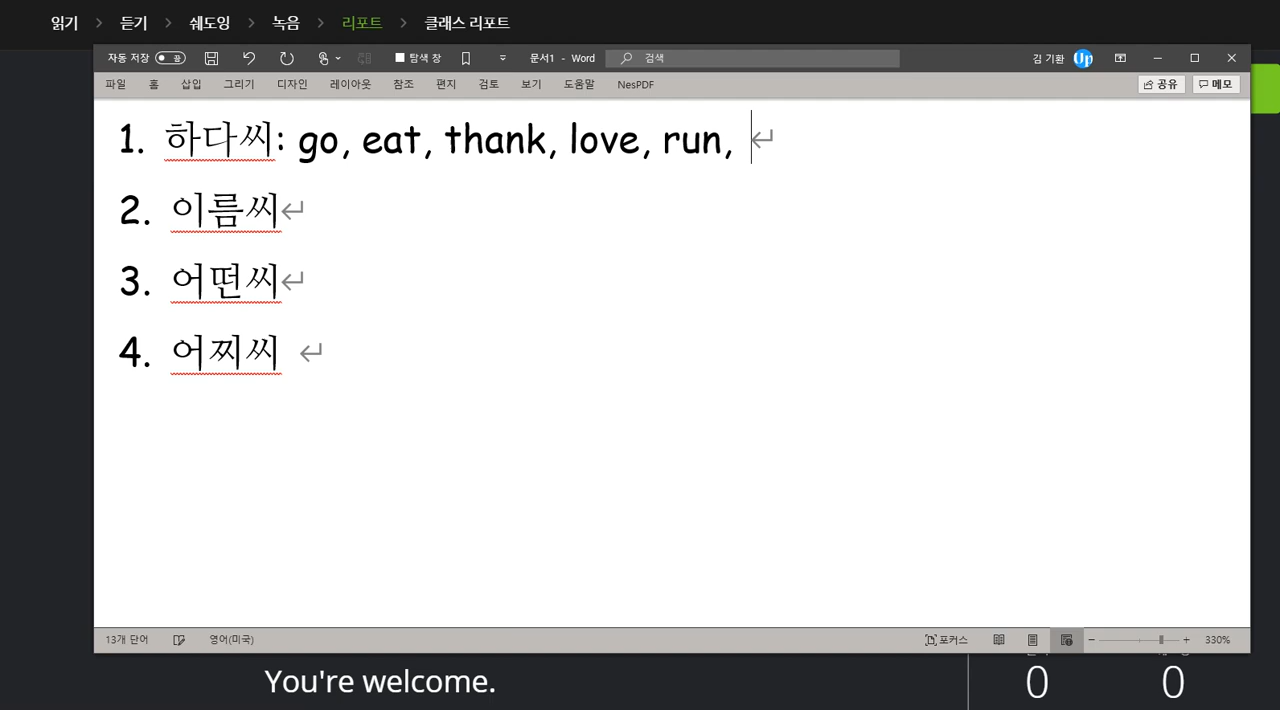 읽기 > 듣기 > 쉐도잉 > 녹음 > 리포트 > 클래스 리포트
자동 저장 끔 탐색 창 문서1 - Word 검색 김 기환 Up
파일 홈 삽입 그리기 디자인 레이아웃 참조 편지 검토 보기 도움말 NesPDF 공유 메모
1. 하다씨: go, eat, thank, love, run,
2. 이름씨
3. 어떤씨
4. 어찌씨
13개 단어 영어(미국) 포커스 330%
You're welcome. 0 0